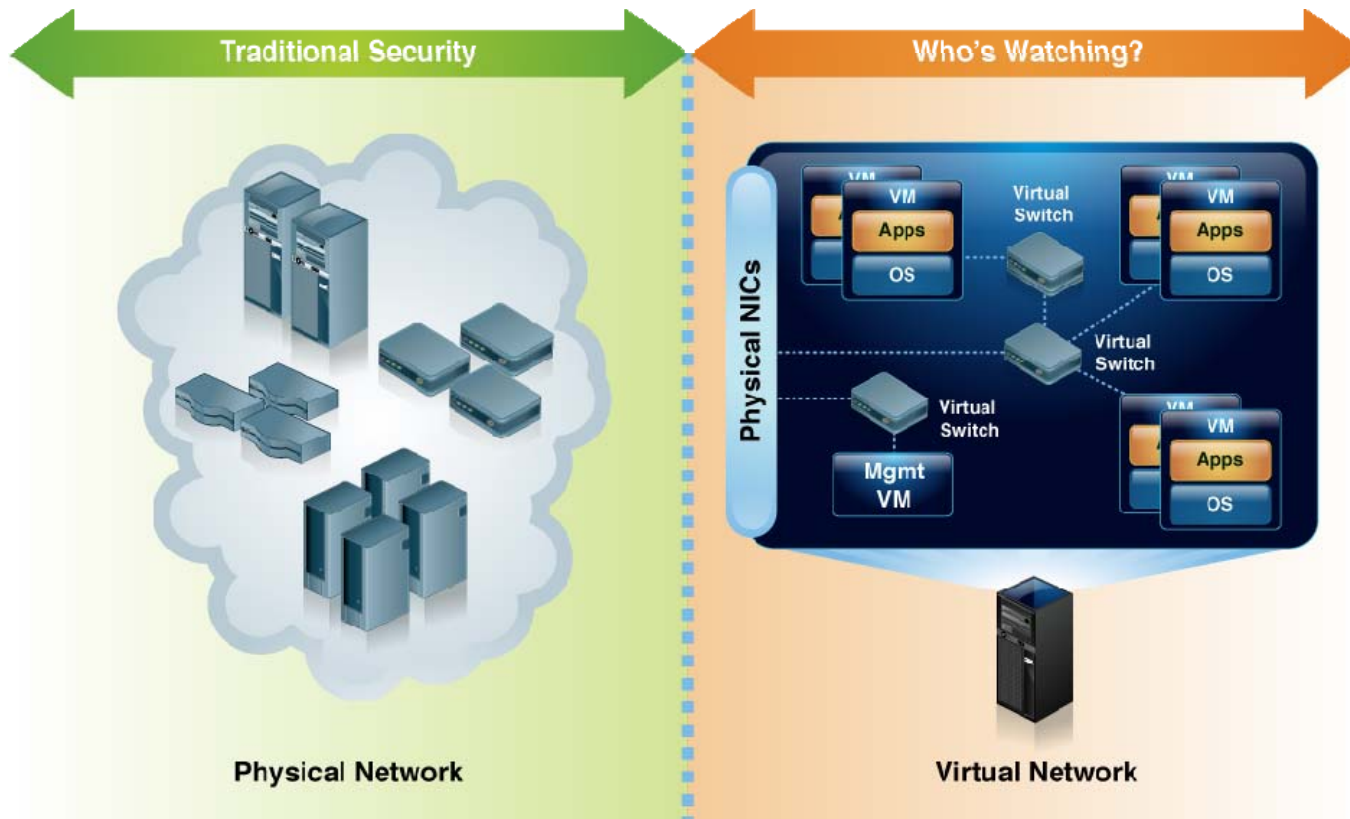 Traditional Security
Who's Watching?
Physical NICs
VM
VM
Apps
OS
Virtual
Switch
VM
VM
Apps
OS
Virtual
Switch
Virtual
Switch
Mgmt
VM
VM
VM
Apps
OS
Physical Network
Virtual Network